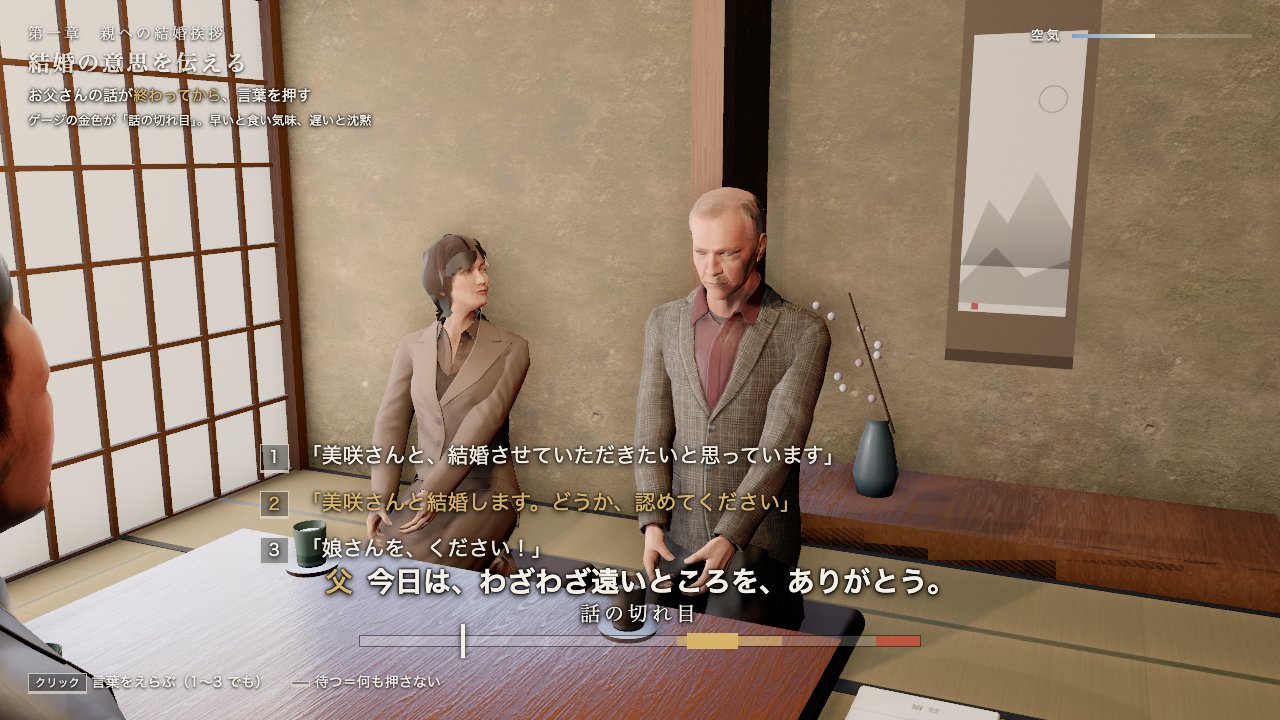 第一章　親への結婚挨拶
結婚の意思を伝える
お父さんの話が終わってから、言葉を押す
ゲージの金色が「話の切れ目」。早いと食い気味、遅いと沈黙
空気
1 「美咲さんと、結婚させていただきたいと思っています」
2 「美咲さんと結婚します。どうか、認めてください」
3 「娘さんを、ください！」
父 今日は、わざわざ遠いところを、ありがとう。
話の切れ目
クリック 言葉をえらぶ（1〜3 でも） ―待つ＝何も押さない